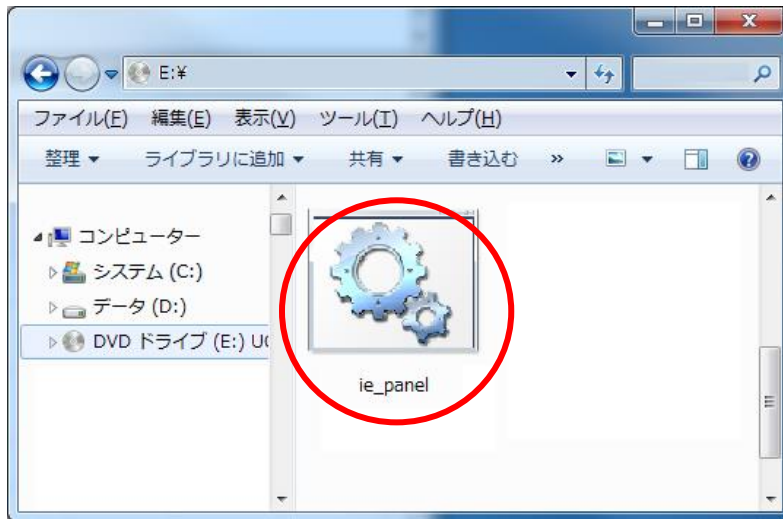 E:¥
ファイル(F) 編集(E) 表示(V) ツール(T) ヘルプ(H)
整理 ライブラリに追加 共有 書き込む »
コンピューター
システム (C:)
データ (D:)
DVD ドライブ (E:) U
ie_panel